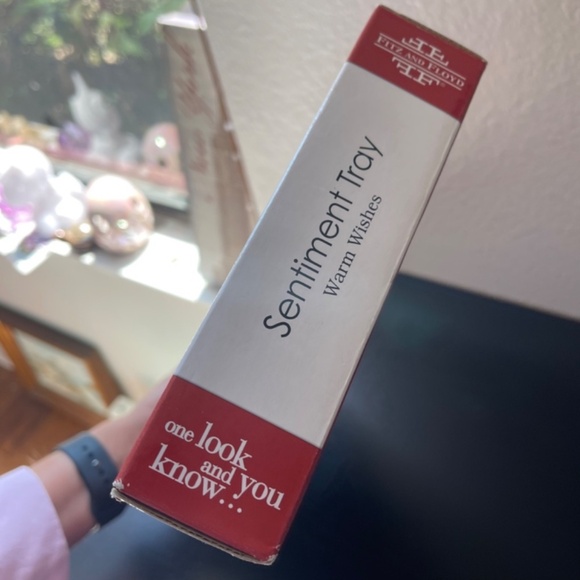 FITZ AND FLOYD
Sentiment Tray
Warm Wishes
one look
and you
know...